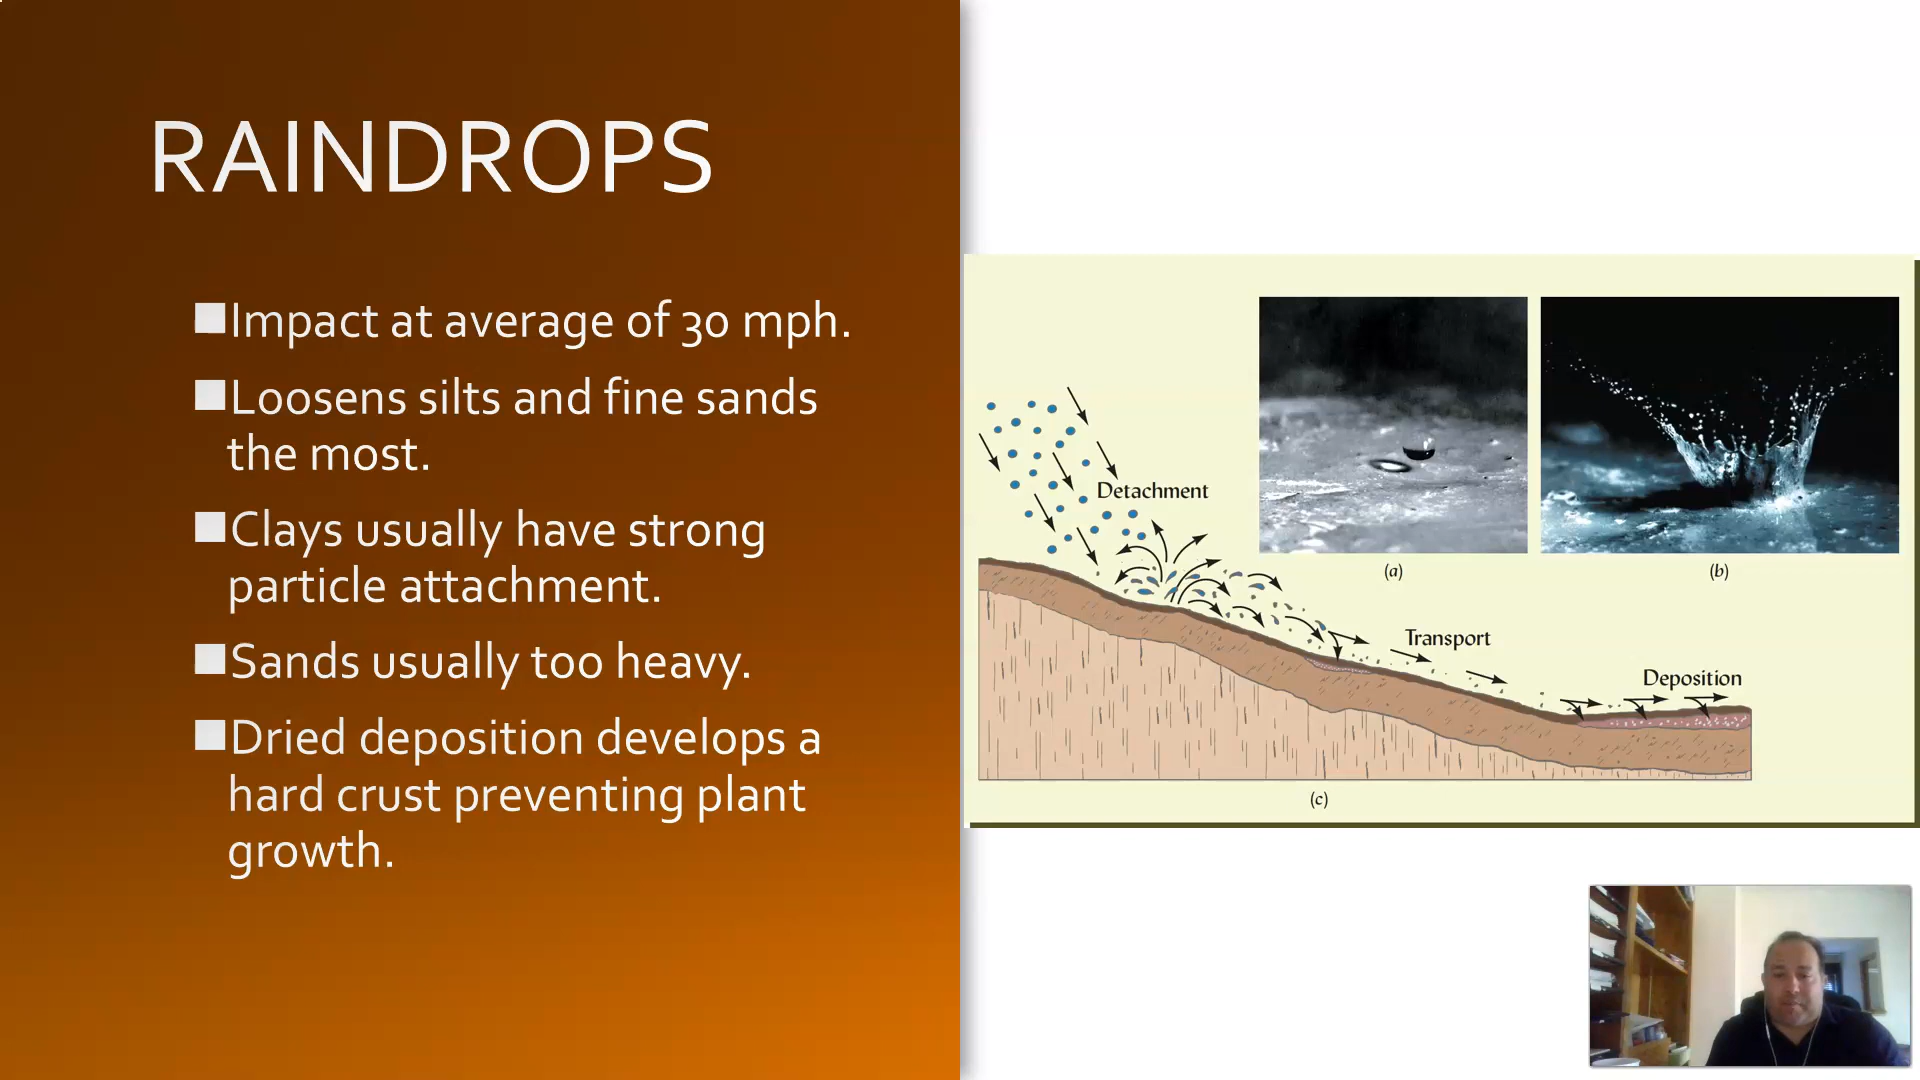 RAINDROPS
Impact at average of 30 mph.
Loosens silts and fine sands
the most.
Clays usually have strong
particle attachment.
Sands usually too heavy.
Dried deposition develops a
hard crust preventing plant
growth.
Detachment
(a)
(b)
Transport
Deposition
(c)